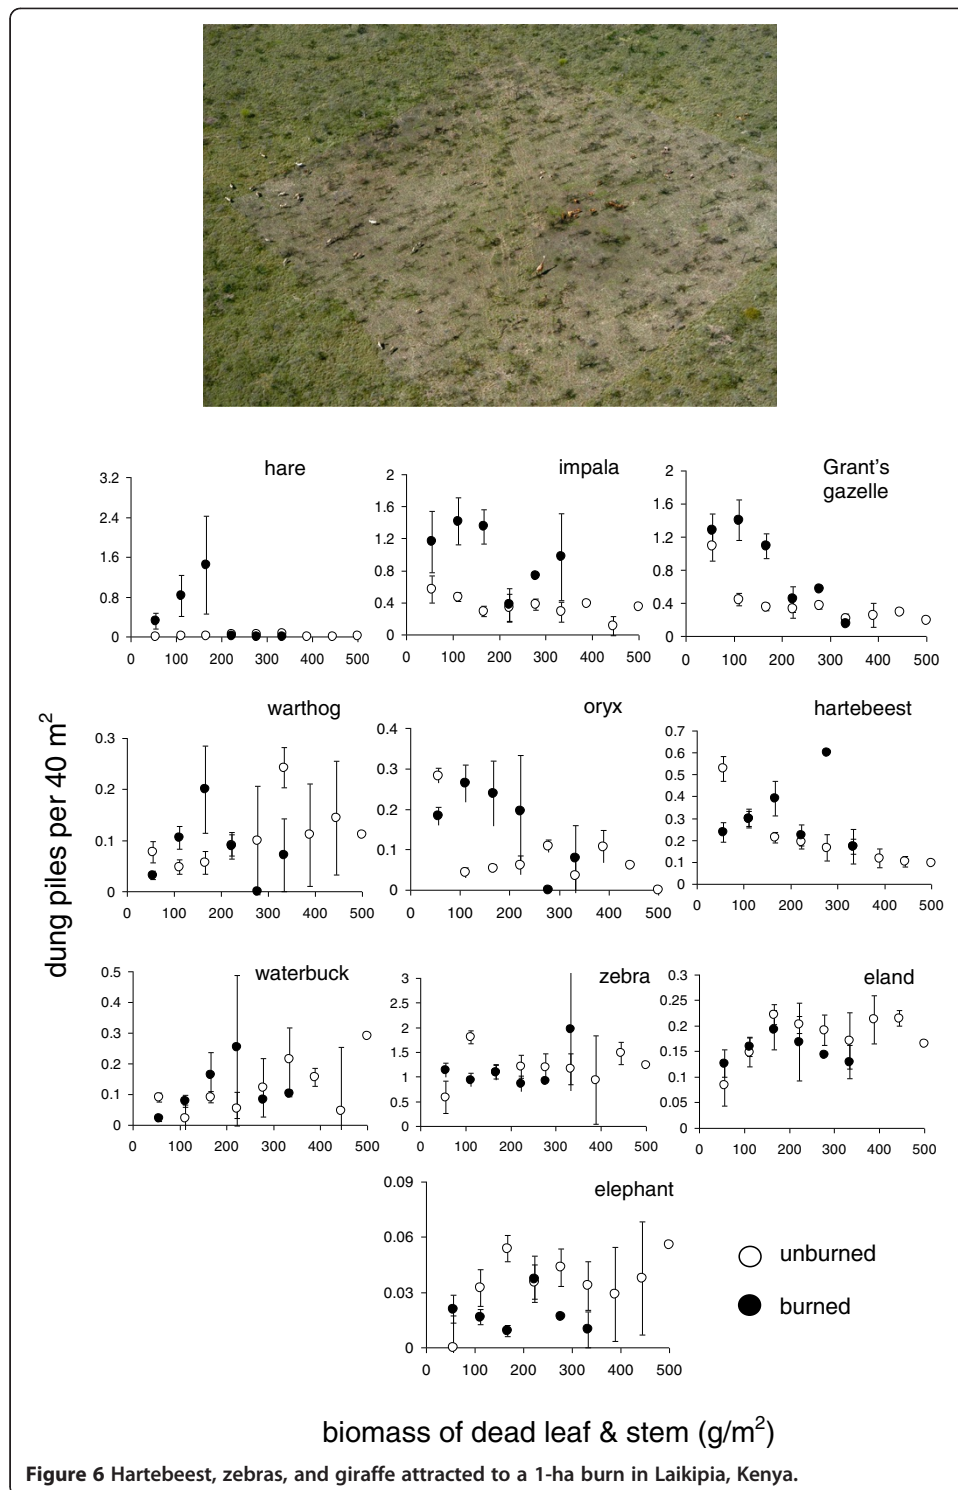 hare
3.2
2.4
1.6
0.8
0
0 100 200 300 400 500
impala
2
1.6
1.2
0.8
0.4
0
0 100 200 300 400 500
Grant's
gazelle
2
1.6
1.2
0.8
0.4
0
0 100 200 300 400 500
dung piles per 40 m²
warthog
0.3
0.2
0.1
0
0 100 200 300 400 500
oryx
0.4
0.3
0.2
0.1
0
0 100 200 300 400 500
hartebeest
0.7
0.6
0.5
0.4
0.3
0.2
0.1
0
0 100 200 300 400 500
waterbuck
0.5
0.4
0.3
0.2
0.1
0
0 100 200 300 400 500
zebra
3
2.5
2
1.5
1
0.5
0
0 100 200 300 400 500
eland
0.3
0.25
0.20
0.15
0.1
0.05
0
0 100 200 300 400 500
elephant
0.09
0.06
0.03
0
0 100 200 300 400 500
unburned
burned
biomass of dead leaf & stem (g/m²)
Figure 6 Hartebeest, zebras, and giraffe attracted to a 1-ha burn in Laikipia, Kenya.